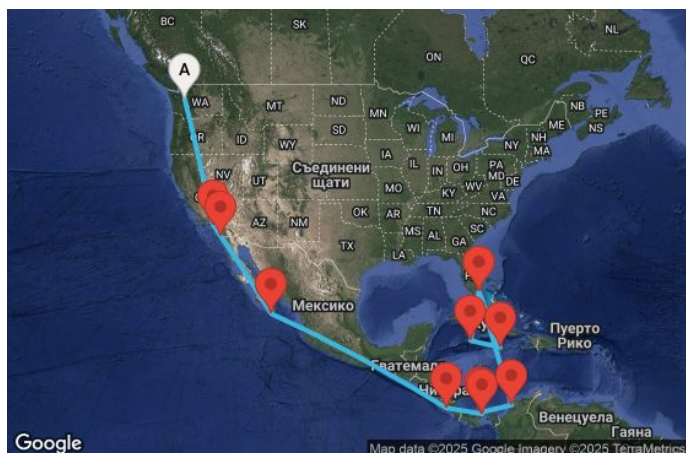 BC
SK
NL
ON
QC
A
WA
MT
ND
MN
NB
PE
NS
ME
OR
ID
SD
WI
MI
NH
NY
MA
WY
IA
NV
UT
IL
IN
OH
PA
MD
DE
Съединени
щати
MO
KY
WV
VA
AZ
NM
OK
AR
TN
NC
MS
AL
SC
GA
TX
LA
Мексико
Пуерто
Рико
Гватемал
Венецуела
Гаяна
Google
Map data ©2025 Google Imagery ©2025 TerraMetrics